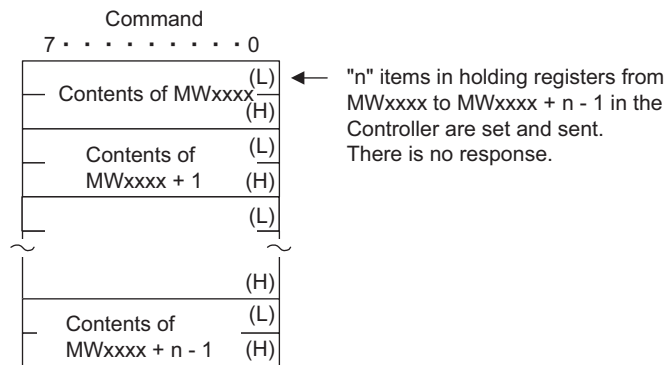 Command
7 · · · · · · · · · 0
(L)
Contents of MWxxxx
(H)
Contents of
MWxxxx + 1
(L)
(H)
(L)
(H)
Contents of
MWxxxx + n - 1
(L)
(H)
"n" items in holding registers from
MWxxxx to MWxxxx + n - 1 in the
Controller are set and sent.
There is no response.